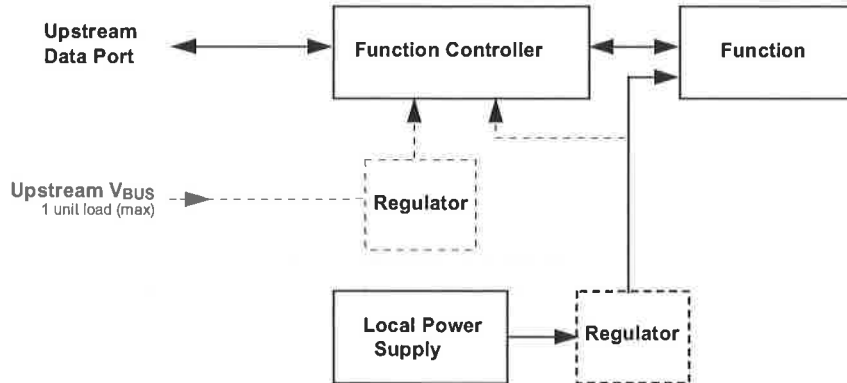 Upstream
Data Port
Function Controller
Function
Upstream VBUS
1 unit load (max)
Regulator
Local Power
Supply
Regulator